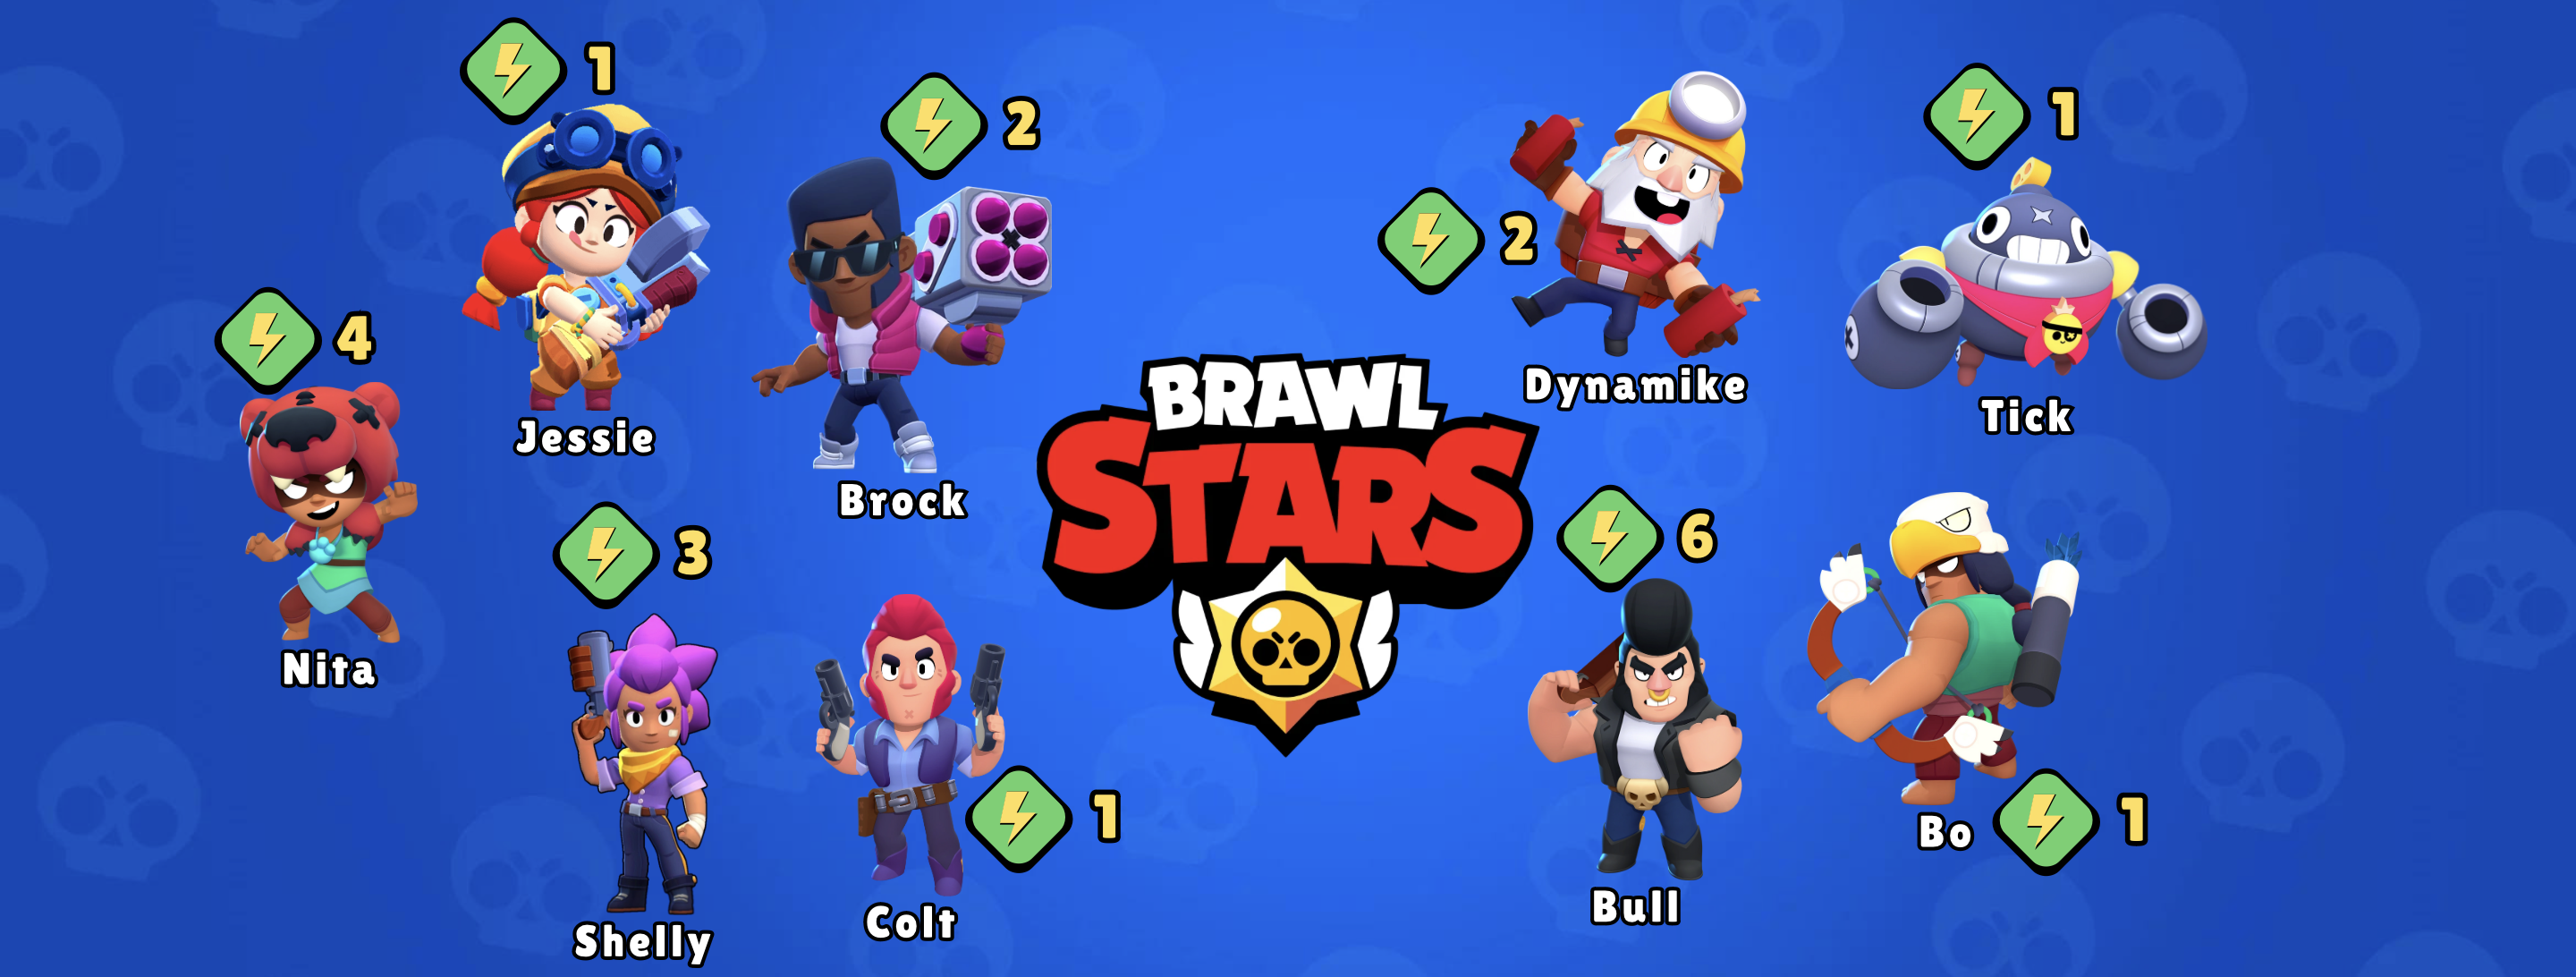 1
Jessie
2
Brock
4
Nita
3
Shelly
1
Colt
BRAWL
STARS
2
Dynamike
1
Tick
6
Bull
1
Bo